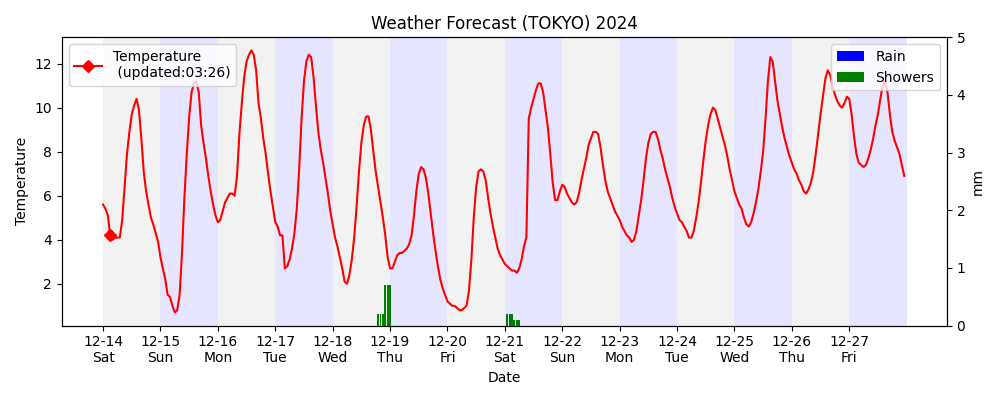 Weather Forecast (TOKYO) 2024
Temperature
(updated:03:26)
Rain
Showers
Temperature
12
10
8
6
4
2
5
4
3
2
1
0
mm
12-14 12-15 12-16 12-17 12-18 12-19 12-20 12-21 12-22 12-23 12-24 12-25 12-26 12-27
Sat Sun Mon Tue Wed Thu Fri Sat Sun Mon Tue Wed Thu Fri
Date